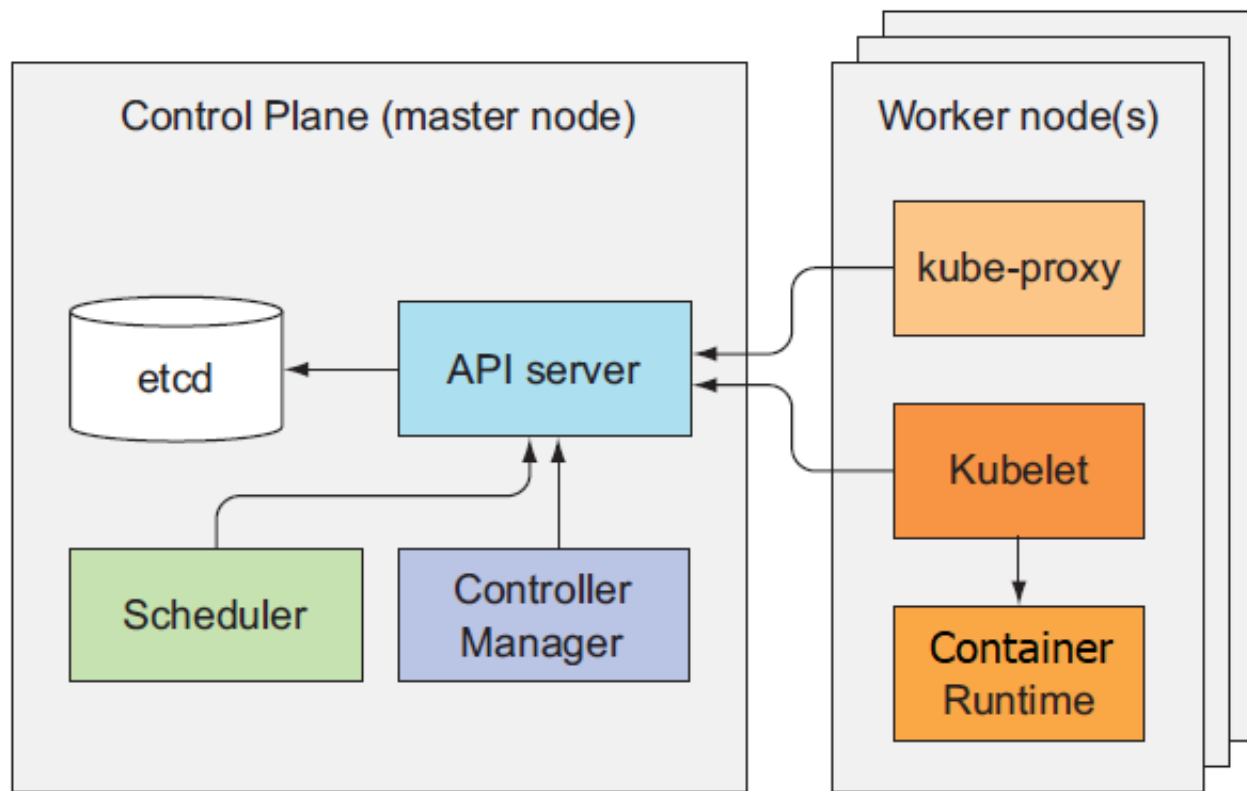 Control Plane (master node)
Worker node(s)
kube-proxy
etcd
API server
Kubelet
Scheduler
Controller
Manager
Container
Runtime